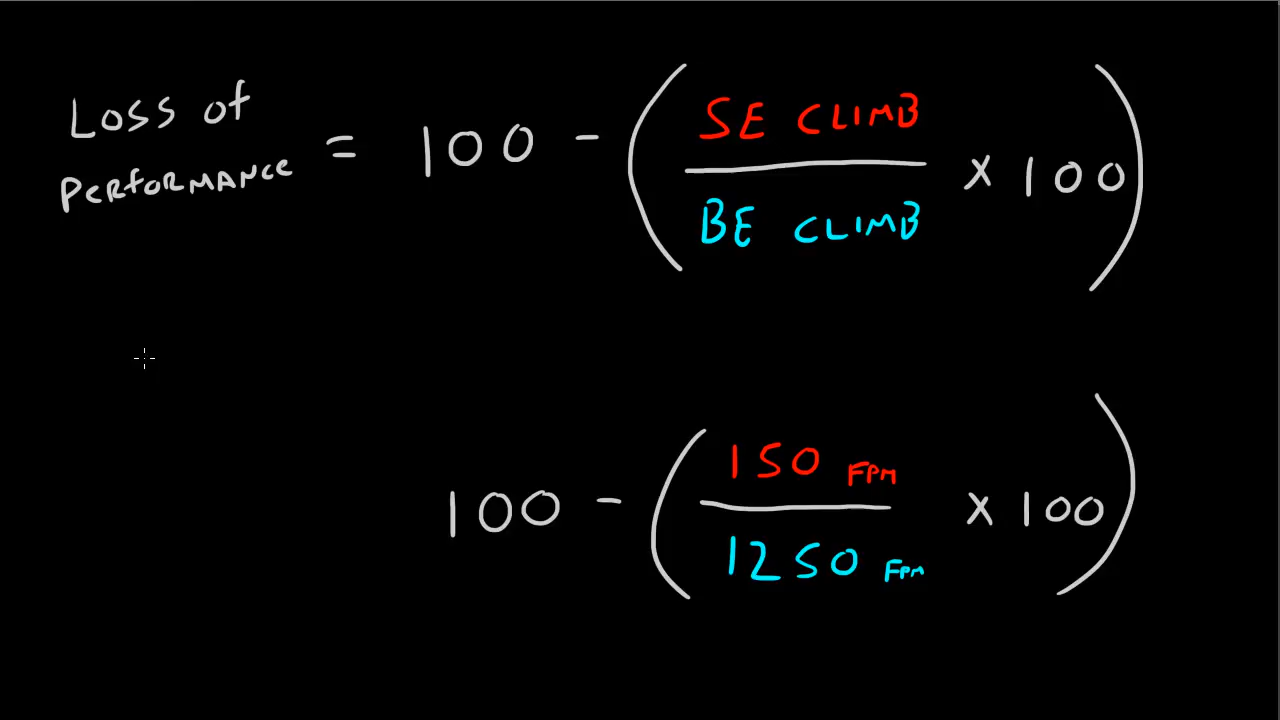 Loss of
PERFORMANCE = 100 - (SE CLIMB / BE CLIMB × 100)
100 - (150 FPM / 1250 FPM × 100)